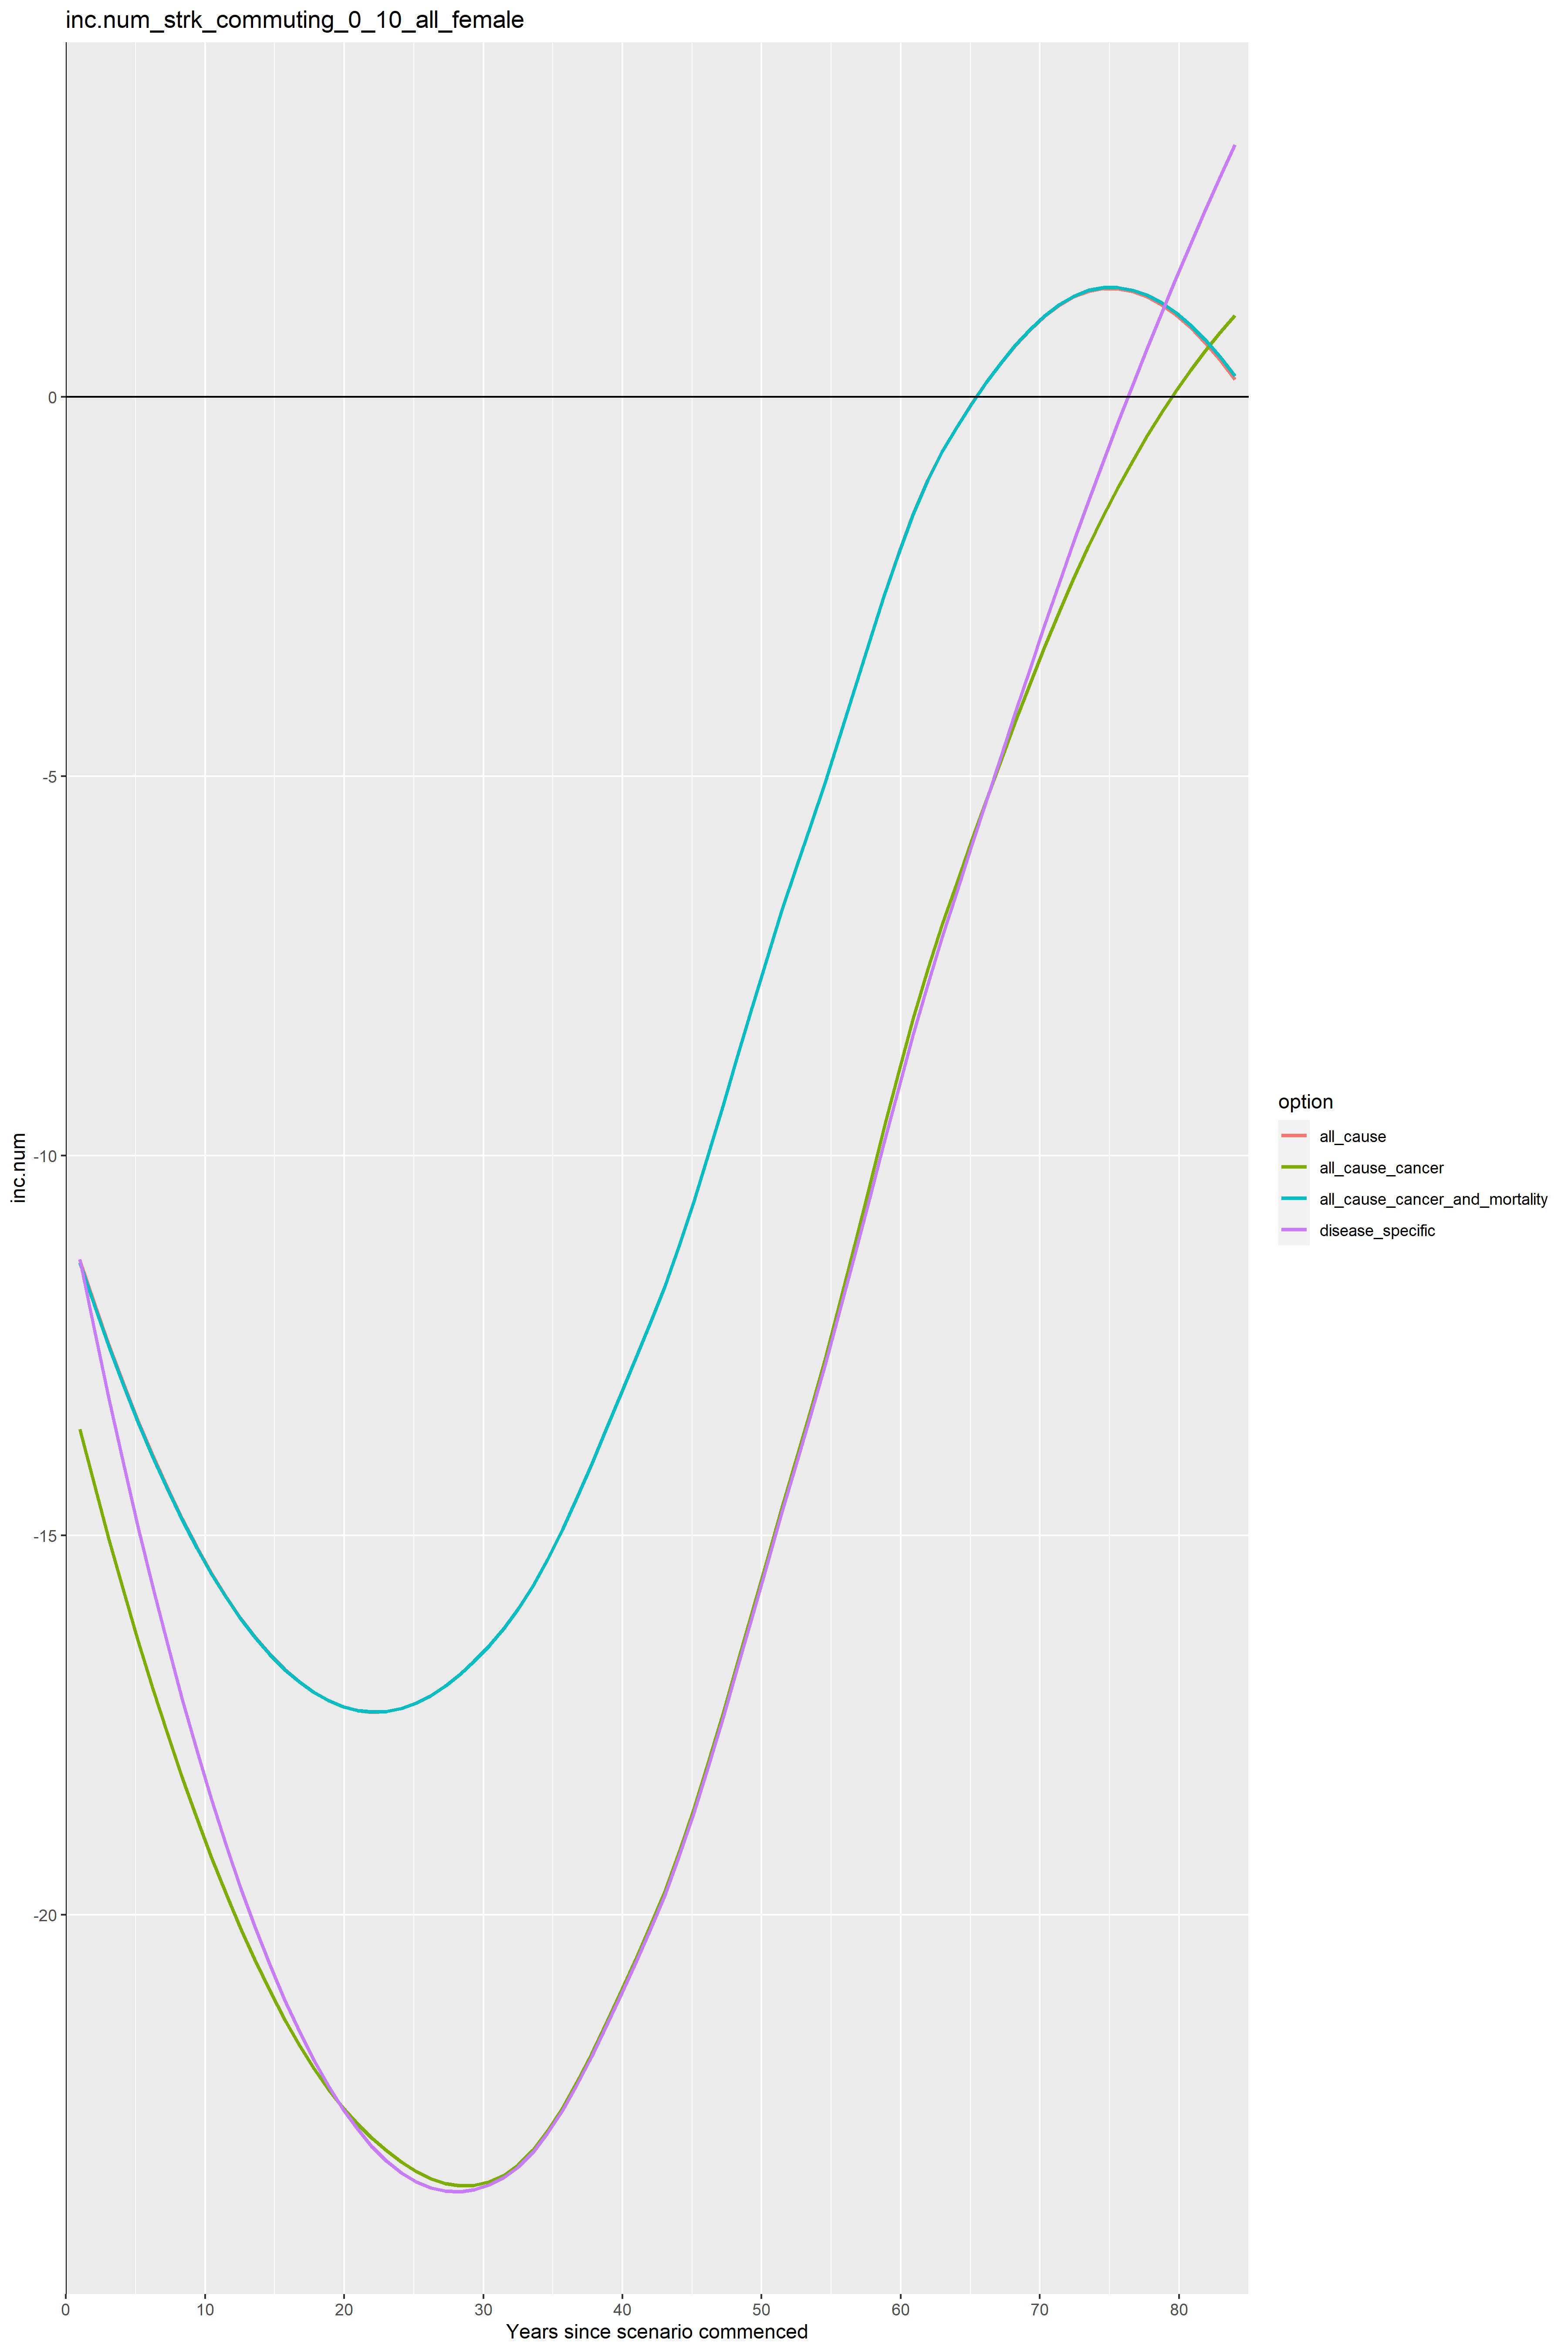 inc.num_strk_commuting_0_10_all_female
inc.num
0
-5
-10
-15
-20
0 10 20 30 40 50 60 70 80
Years since scenario commenced
option
all_cause
all_cause_cancer
all_cause_cancer_and_mortality
disease_specific